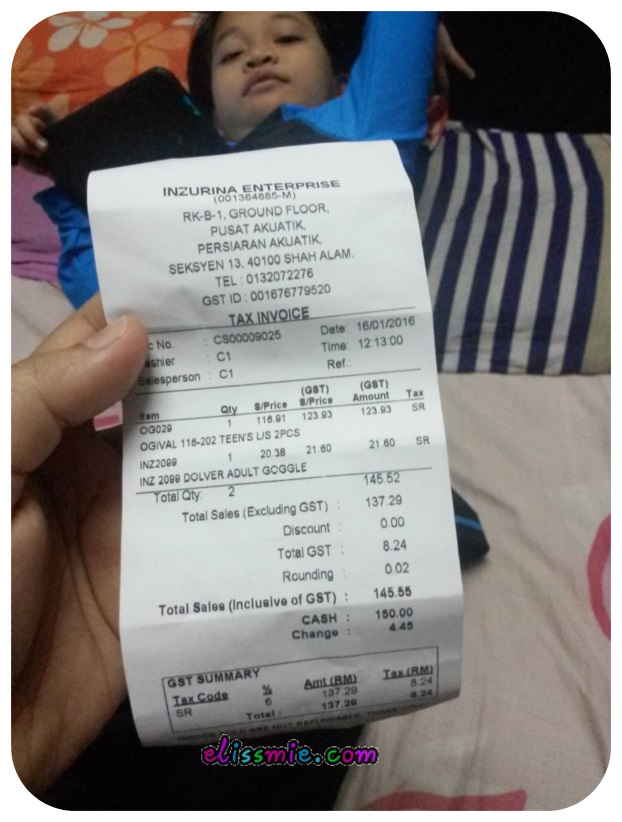 INZURINA ENTERPRISE
(001364885-M)
RK-B-1, GROUND FLOOR,
PUSAT AKUATIK,
PERSIARAN AKUATIK,
SEKSYEN 13, 40100 SHAH ALAM.
TEL : 0132072276
GST ID : 001676779520
TAX INVOICE
c No. : CS00009025 Date: 16/01/2016
ashier : C1 Time: 12:13:00
Salesperson : C1 Ref.:
Item Qty S/Price (GST) S/Price (GST) Amount Tax
OG029 1 116.91 123.93 123.93 SR
OGIVAL 116-202 TEEN'S L/S 2PCS
INZ2099 1 20.38 21.60 21.60 SR
INZ 2099 DOLVER ADULT GOGGLE
Total Qty: 2 145.52
Total Sales (Excluding GST) : 137.29
Discount : 0.00
Total GST : 8.24
Rounding : 0.02
Total Sales (Inclusive of GST) : 145.55
CASH : 150.00
Change : 4.45
GST SUMMARY
Tax Code % Amt (RM) Tax (RM)
SR 6 137.29 8.24
Total : 137.29 8.24
ARE NOT REFUNDABLE, THANK
elissmie.com